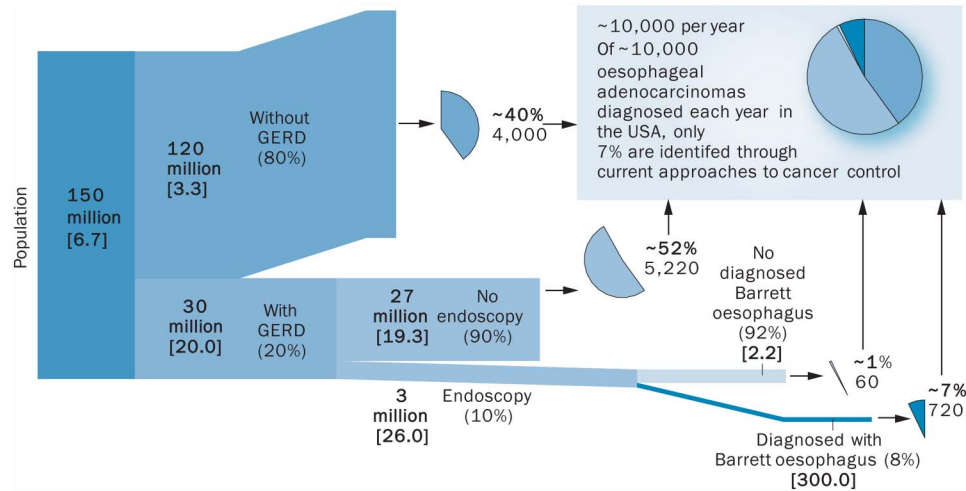 Population
150
million
[6.7]
120
million
[3.3]
Without
GERD
(80%)
~40%
4,000
~10,000 per year
Of ~10,000
oesophageal
adenocarcinomas
diagnosed each year in
the USA, only
7% are identifed through
current approaches to cancer control
30
million
[20.0]
With
GERD
(20%)
27
million
[19.3]
No
endoscopy
(90%)
~52%
5,220
3
million
[26.0]
Endoscopy
(10%)
No
diagnosed
Barrett
oesophagus
(92%)
[2.2]
~1%
60
~7%
720
Diagnosed with
Barrett oesophagus (8%)
[300.0]